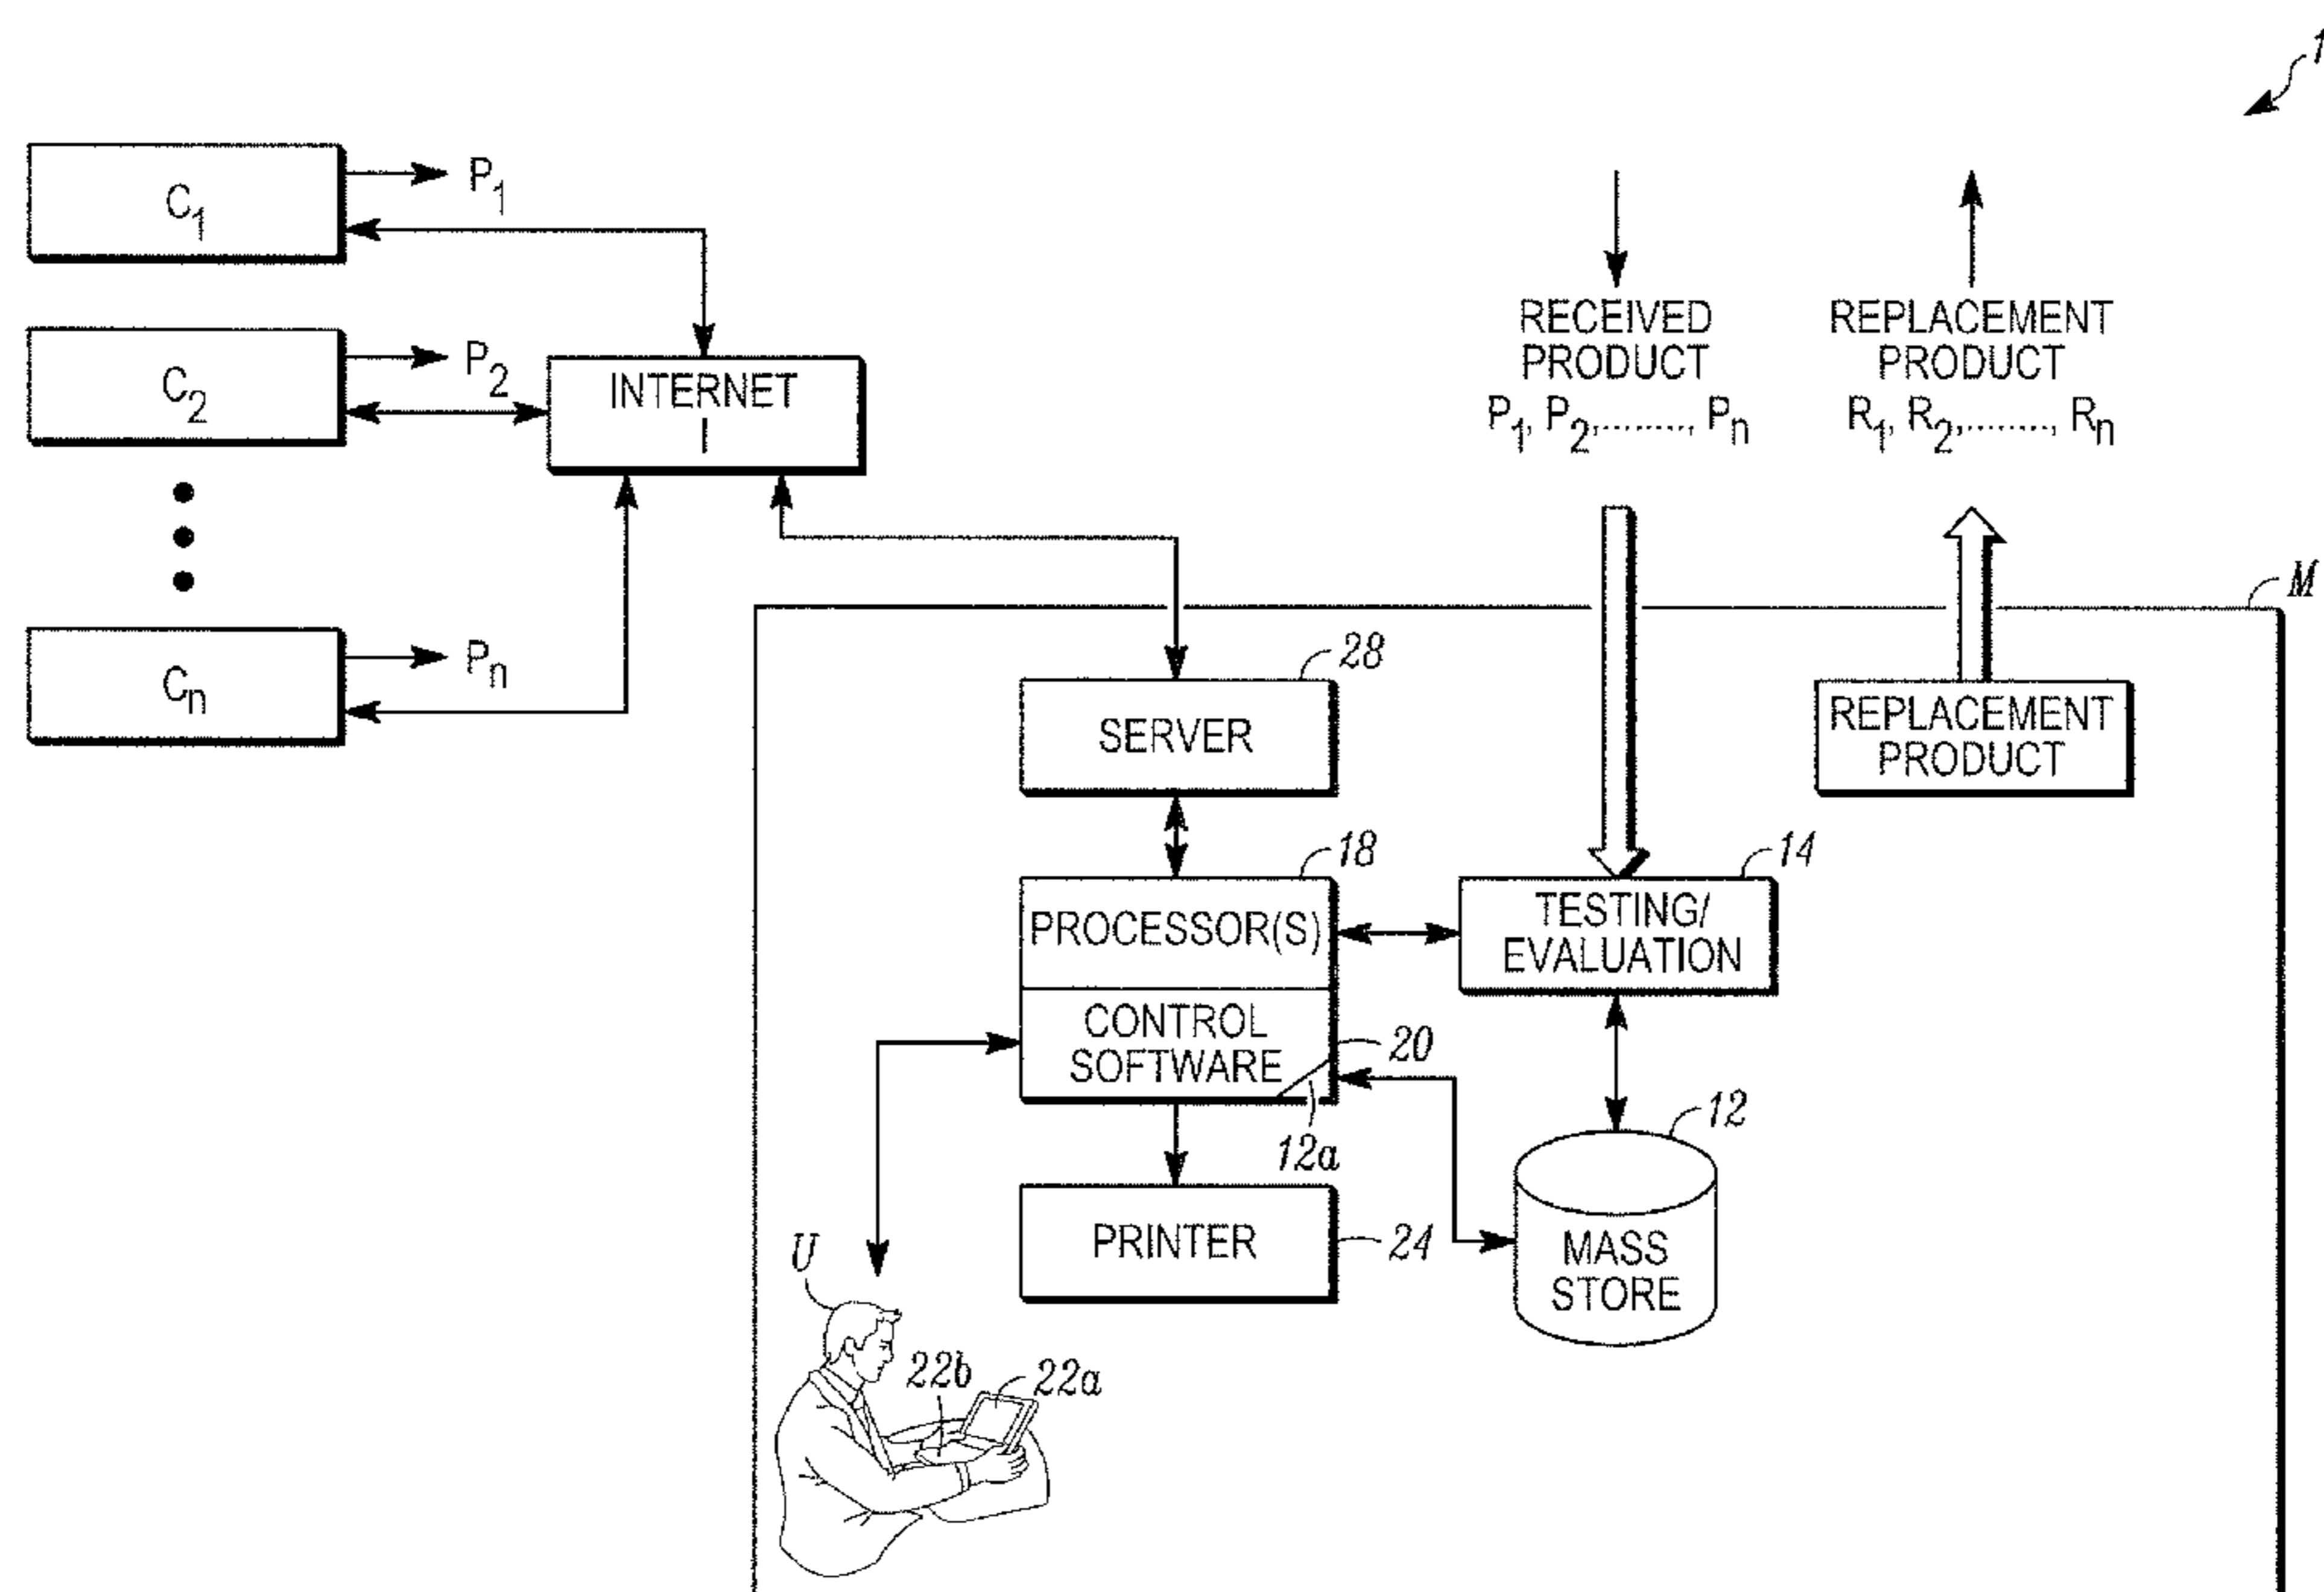 1
C1
P1
C2
P2
INTERNET
I
Cn
Pn
RECEIVED
PRODUCT
P1, P2,........, Pn
REPLACEMENT
PRODUCT
R1, R2,........, Rn
M
28
SERVER
REPLACEMENT
PRODUCT
18
PROCESSOR(S)
14
TESTING/
EVALUATION
CONTROL
SOFTWARE
20
12a
12
MASS
STORE
PRINTER
24
U
22b
22a